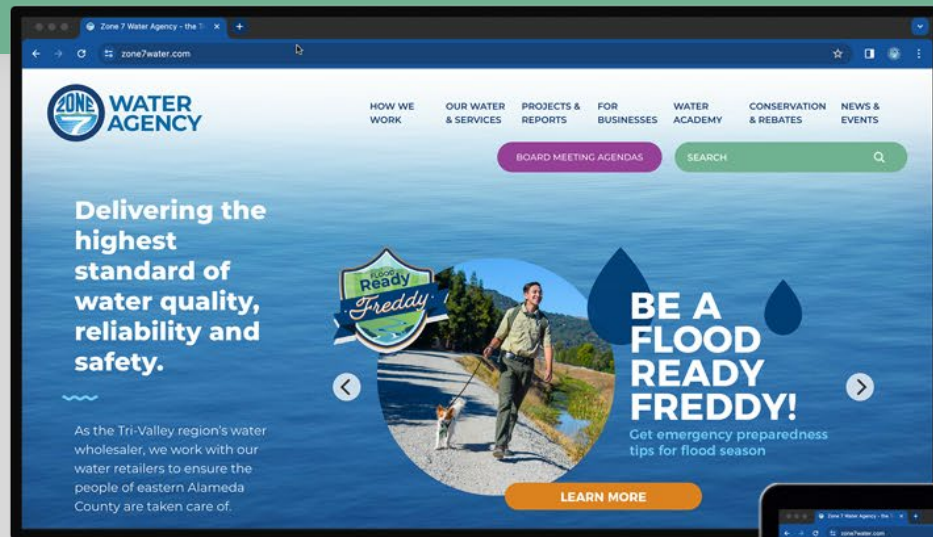 Zone 7 Water Agency - the T
zone7water.com
ZONE 7
WATER
AGENCY
HOW WE
WORK
OUR WATER
& SERVICES
PROJECTS &
REPORTS
FOR
BUSINESSES
WATER
ACADEMY
CONSERVATION
& REBATES
NEWS &
EVENTS
BOARD MEETING AGENDAS
SEARCH
Delivering the
highest
standard of
water quality,
reliability and
safety.
As the Tri-Valley region's water
wholesaler, we work with our
water retailers to ensure the
people of eastern Alameda
County are taken care of.
FLOOD
Ready
Freddy
BE A
FLOOD
READY
FREDDY!
Get emergency preparedness
tips for flood season
LEARN MORE
Zone 7 Water Agency - the T
zone7water.com